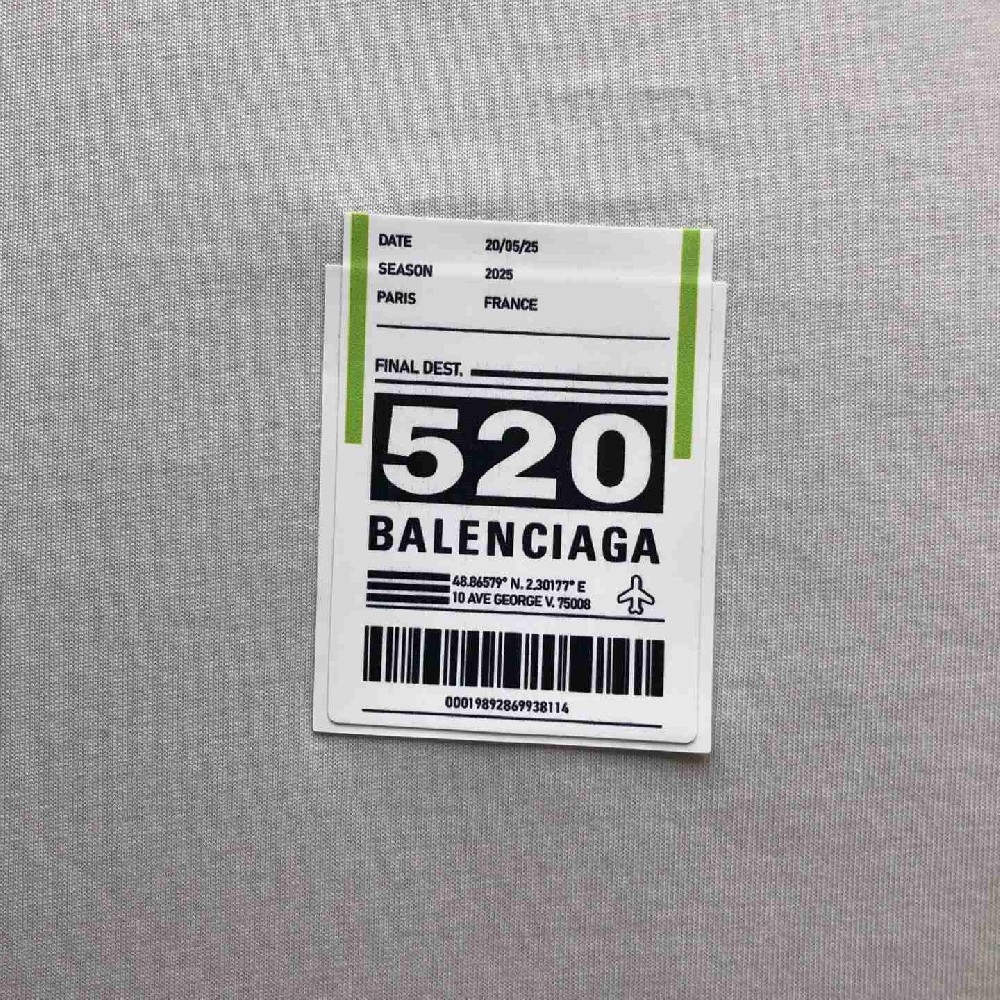 DATE 20/05/25
SEASON 2025
PARIS FRANCE
FINAL DEST.
520
BALENCIAGA
48.86579° N. 2.30177° E
10 AVE GEORGE V. 75008
00019892869938114